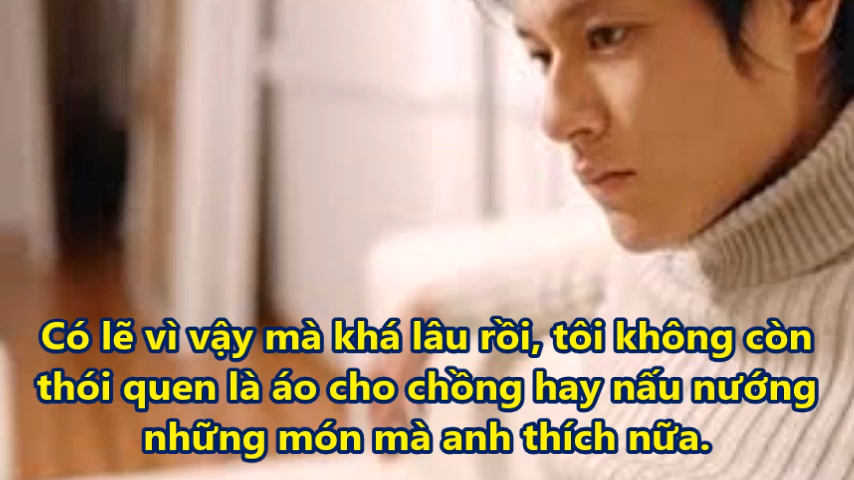 Có lẽ vì vậy mà khá lâu rồi, tôi không còn
thói quen là áo cho chồng hay nấu nướng
những món mà anh thích nữa.